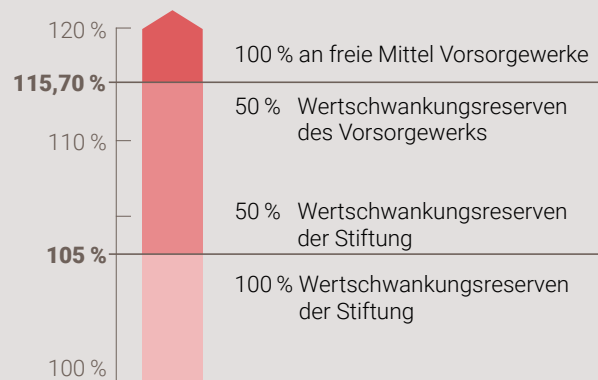 120 %
100 % an freie Mittel Vorsorgewerke
115,70 %
50 % Wertschwankungsreserven
des Vorsorgewerks
110 %
50 % Wertschwankungsreserven
der Stiftung
105 %
100 % Wertschwankungsreserven
der Stiftung
100 %